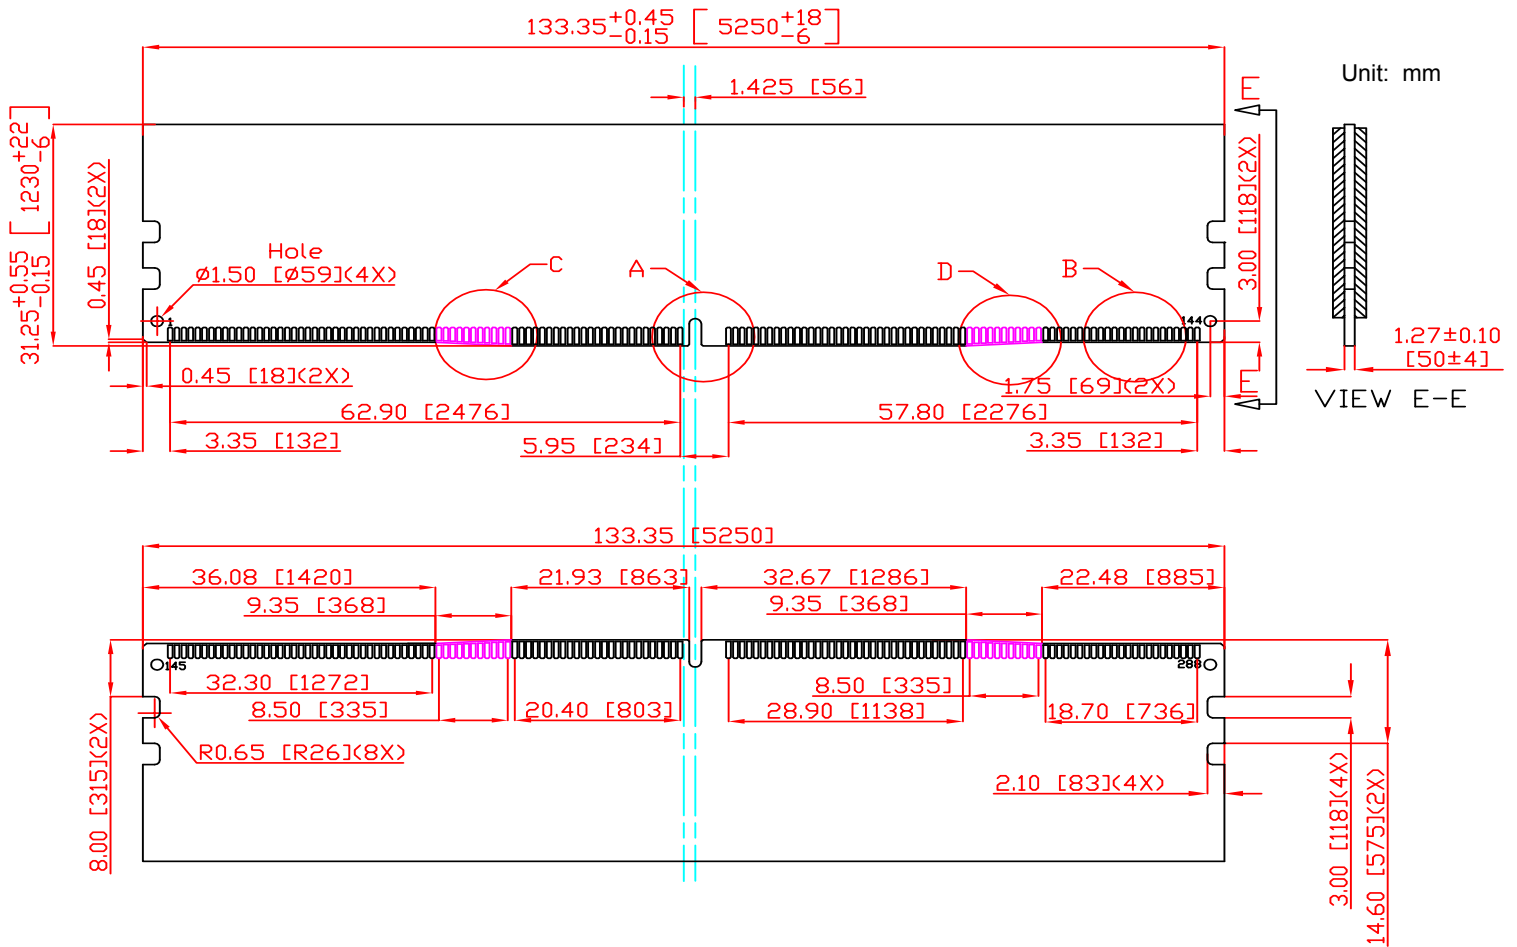 133.35+0.45-0.15 [5250+18-6]
Unit: mm
1.425 [56]
E
31.25+0.55-0.15 [1230+22-6]
0.45 [18](2X)
3.00 [118](2X)
Hole
ø1.50 [ø59](4X)
C
A
D
B
1
144
1.27±0.10
[50±4]
0.45 [18](2X)
1.75 [69](2X)
E
VIEW E-E
62.90 [2476]
57.80 [2276]
3.35 [132]
5.95 [234]
3.35 [132]
133.35 [5250]
36.08 [1420]
21.93 [863]
32.67 [1286]
22.48 [885]
9.35 [368]
9.35 [368]
145
288
32.30 [1272]
8.50 [335]
8.50 [335]
20.40 [803]
28.90 [1138]
18.70 [736]
R0.65 [R26](8X)
2.10 [83](4X)
8.00 [315](2X)
3.00 [118](4X)
14.60 [575](2X)